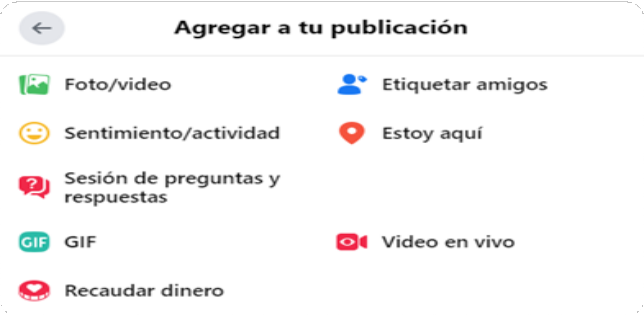 Agregar a tu publicación
Foto/video
Etiquetar amigos
Sentimiento/actividad
Estoy aquí
Sesión de preguntas y
respuestas
GIF GIF
Video en vivo
Recaudar dinero